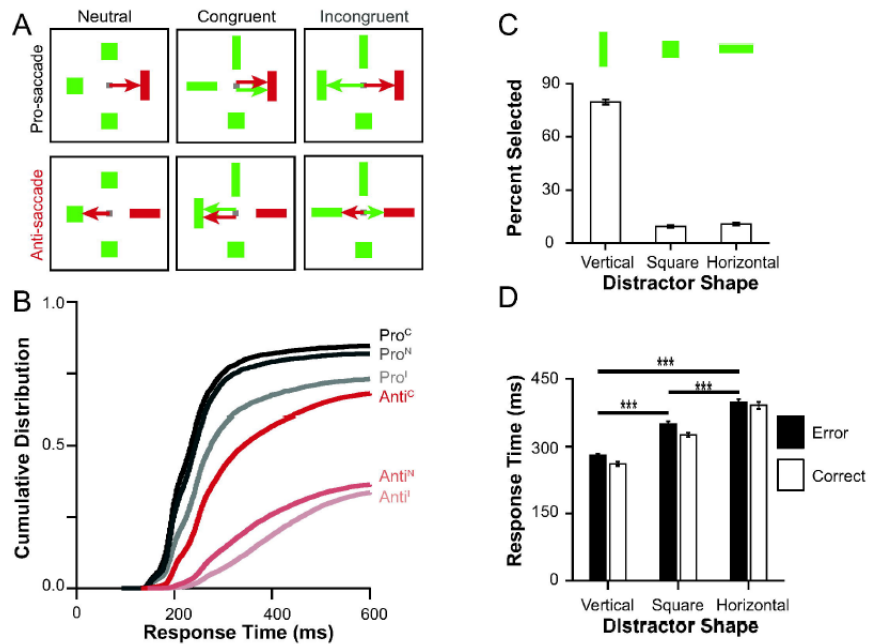 A
Neutral
Congruent
Incongruent
Pro-saccade
Anti-saccade
B
Cumulative Distribution
1.0
0.5
0.0
0
200
400
600
Response Time (ms)
Pro^C
Pro^N
Pro^I
Anti^C
Anti^N
Anti^I
C
Percent Selected
90
60
30
0
Vertical Square Horizontal
Distractor Shape
D
Response Time (ms)
450
300
150
0
***
***
***
Error
Correct
Vertical Square Horizontal
Distractor Shape